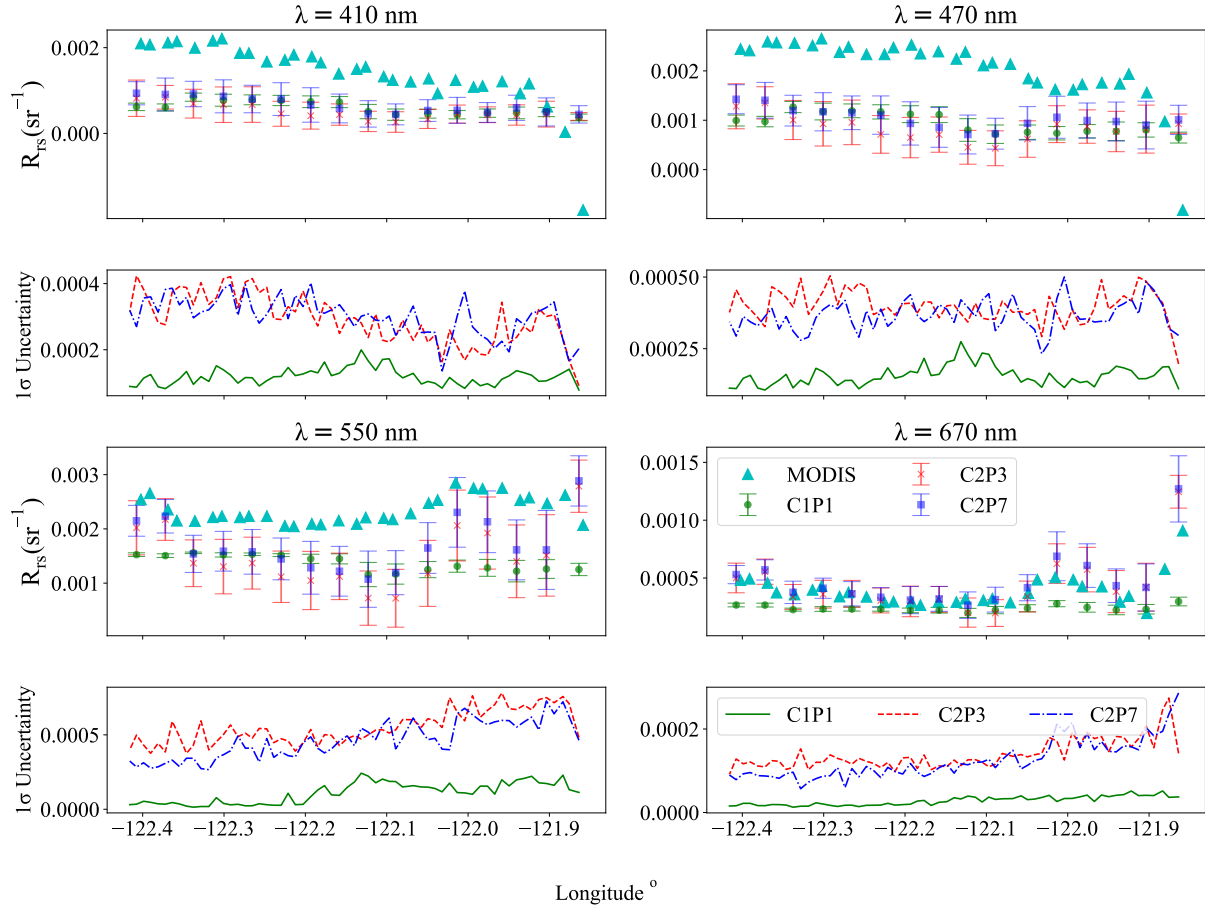 λ = 410 nm
λ = 470 nm
R_rs(sr⁻¹)
0.002
0.000
0.002
0.001
0.000
1σ Uncertainty
0.0004
0.0002
0.00050
0.00025
λ = 550 nm
λ = 670 nm
R_rs(sr⁻¹)
0.003
0.002
0.001
0.0015
0.0010
0.0005
MODIS
C1P1
C2P3
C2P7
1σ Uncertainty
0.0005
0.0000
0.0002
0.0000
C1P1 C2P3 C2P7
−122.4 −122.3 −122.2 −122.1 −122.0 −121.9
−122.4 −122.3 −122.2 −122.1 −122.0 −121.9
Longitude °